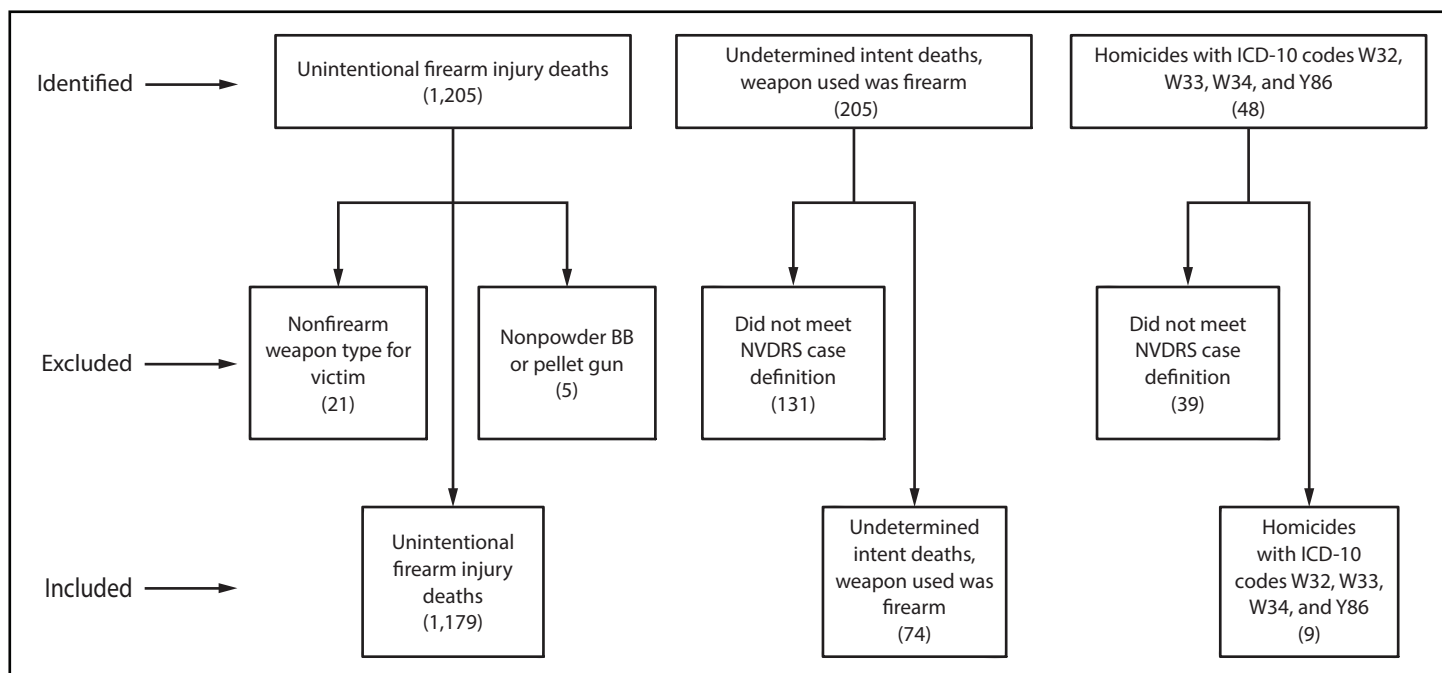 Identified
Unintentional firearm injury deaths
(1,205)
Undetermined intent deaths,
weapon used was firearm
(205)
Homicides with ICD-10 codes W32,
W33, W34, and Y86
(48)
Excluded
Nonfirearm
weapon type for
victim
(21)
Nonpowder BB
or pellet gun
(5)
Did not meet
NVDRS case
definition
(131)
Did not meet
NVDRS case
definition
(39)
Included
Unintentional
firearm injury
deaths
(1,179)
Undetermined
intent deaths,
weapon used was
firearm
(74)
Homicides
with ICD-10
codes W32, W33,
W34, and Y86
(9)